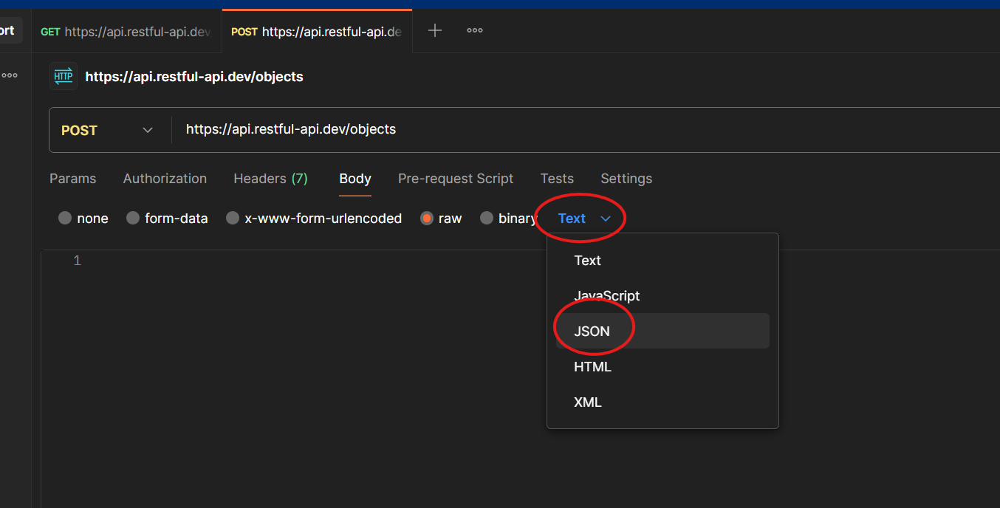 ort
GET https://api.restful-api.dev
POST https://api.restful-api.de
HTTP https://api.restful-api.dev/objects
POST https://api.restful-api.dev/objects
Params Authorization Headers (7) Body Pre-request Script Tests Settings
none form-data x-www-form-urlencoded raw binary Text
1
Text
JavaScript
JSON
HTML
XML